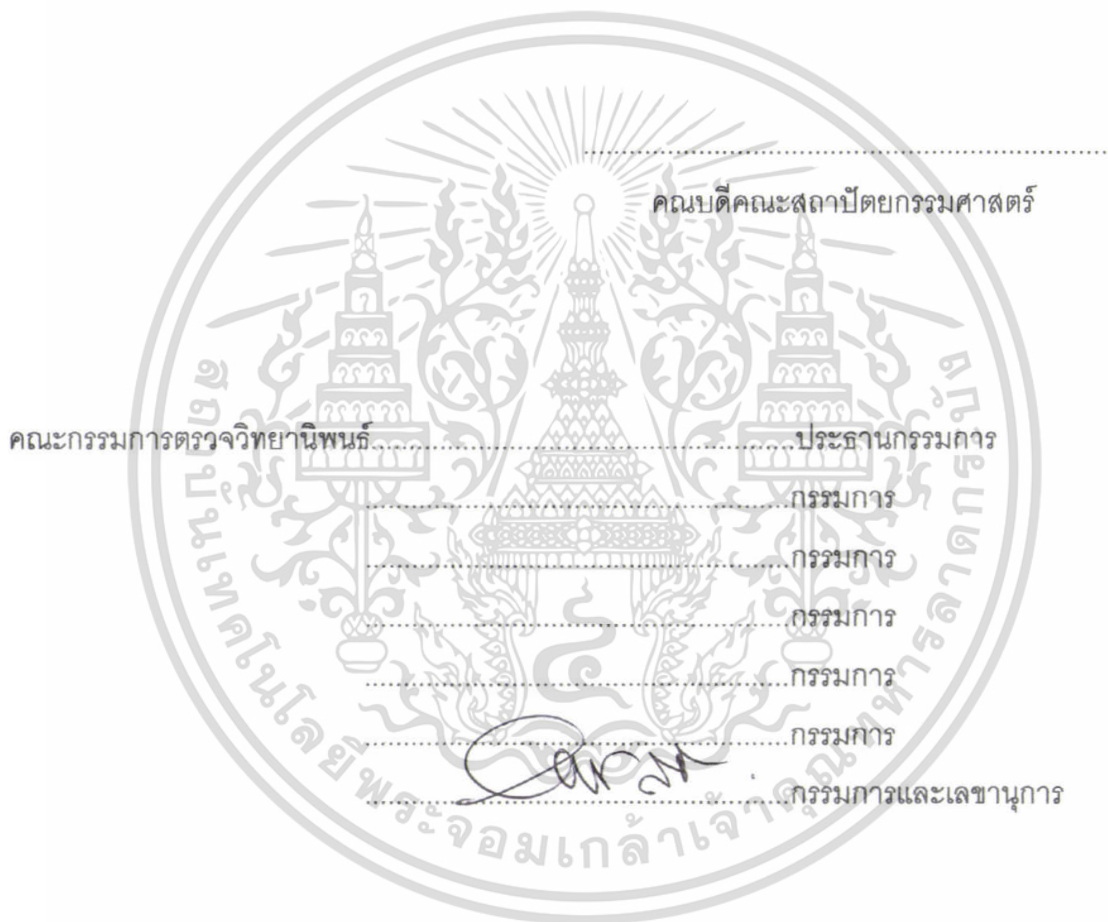 ................................................................
คณบดีคณะสถาปัตยกรรมศาสตร์
คณะกรรมการตรวจวิทยานิพนธ์....................................................ประธานกรรมการ
....................................................กรรมการ
....................................................กรรมการ
....................................................กรรมการ
....................................................กรรมการ
....................................................กรรมการ
....................................................กรรมการและเลขานุการ
สถาบันเทคโนโลยีพระจอมเกล้าเจ้าคุณทหารลาดกระบัง
๔